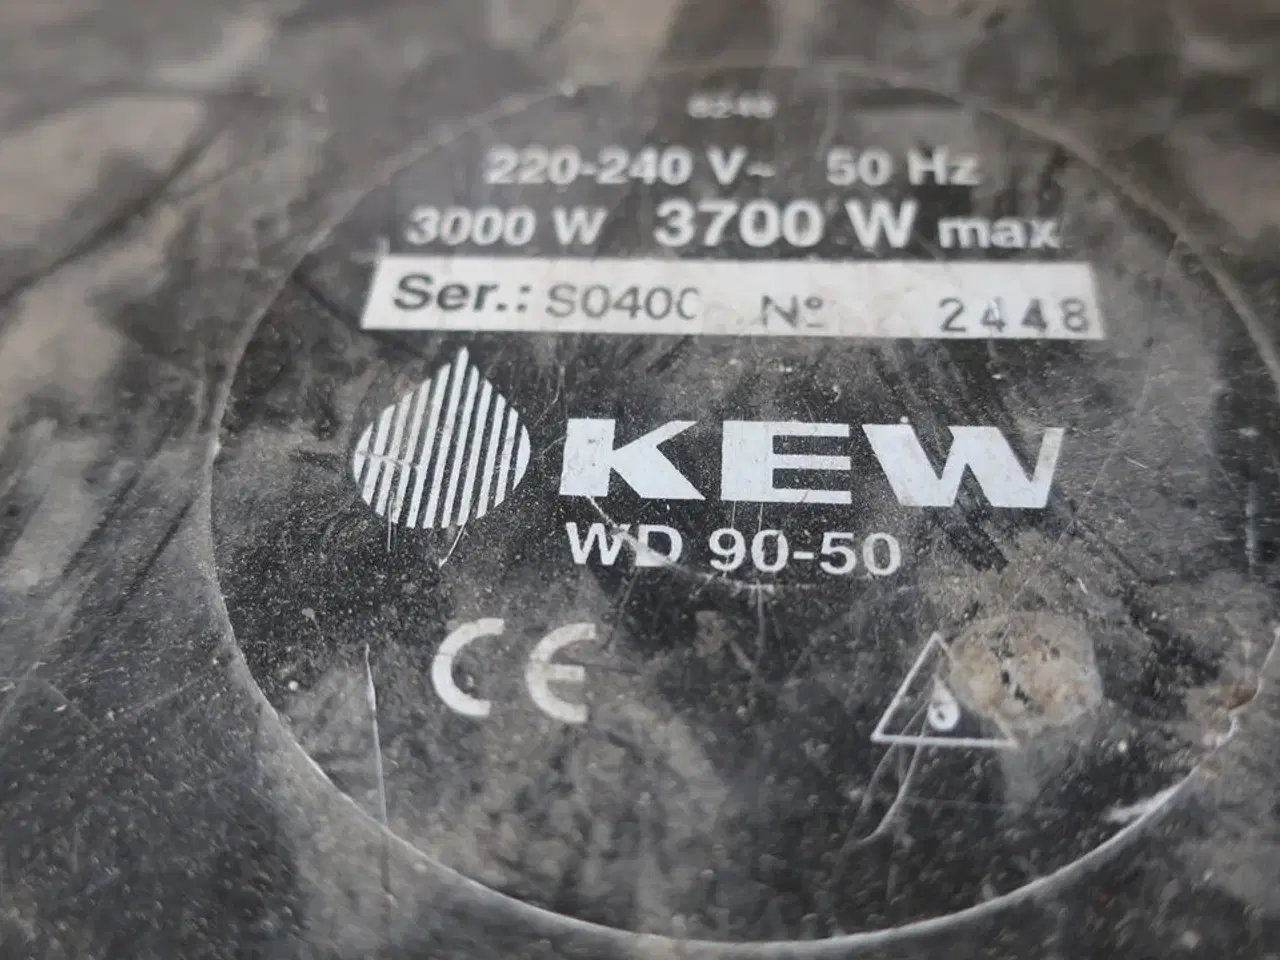 220-240 V~ 50 Hz
3000 W 3700 W max
Ser.: S0400 Nº 2448
KEW
WD 90-50
CE